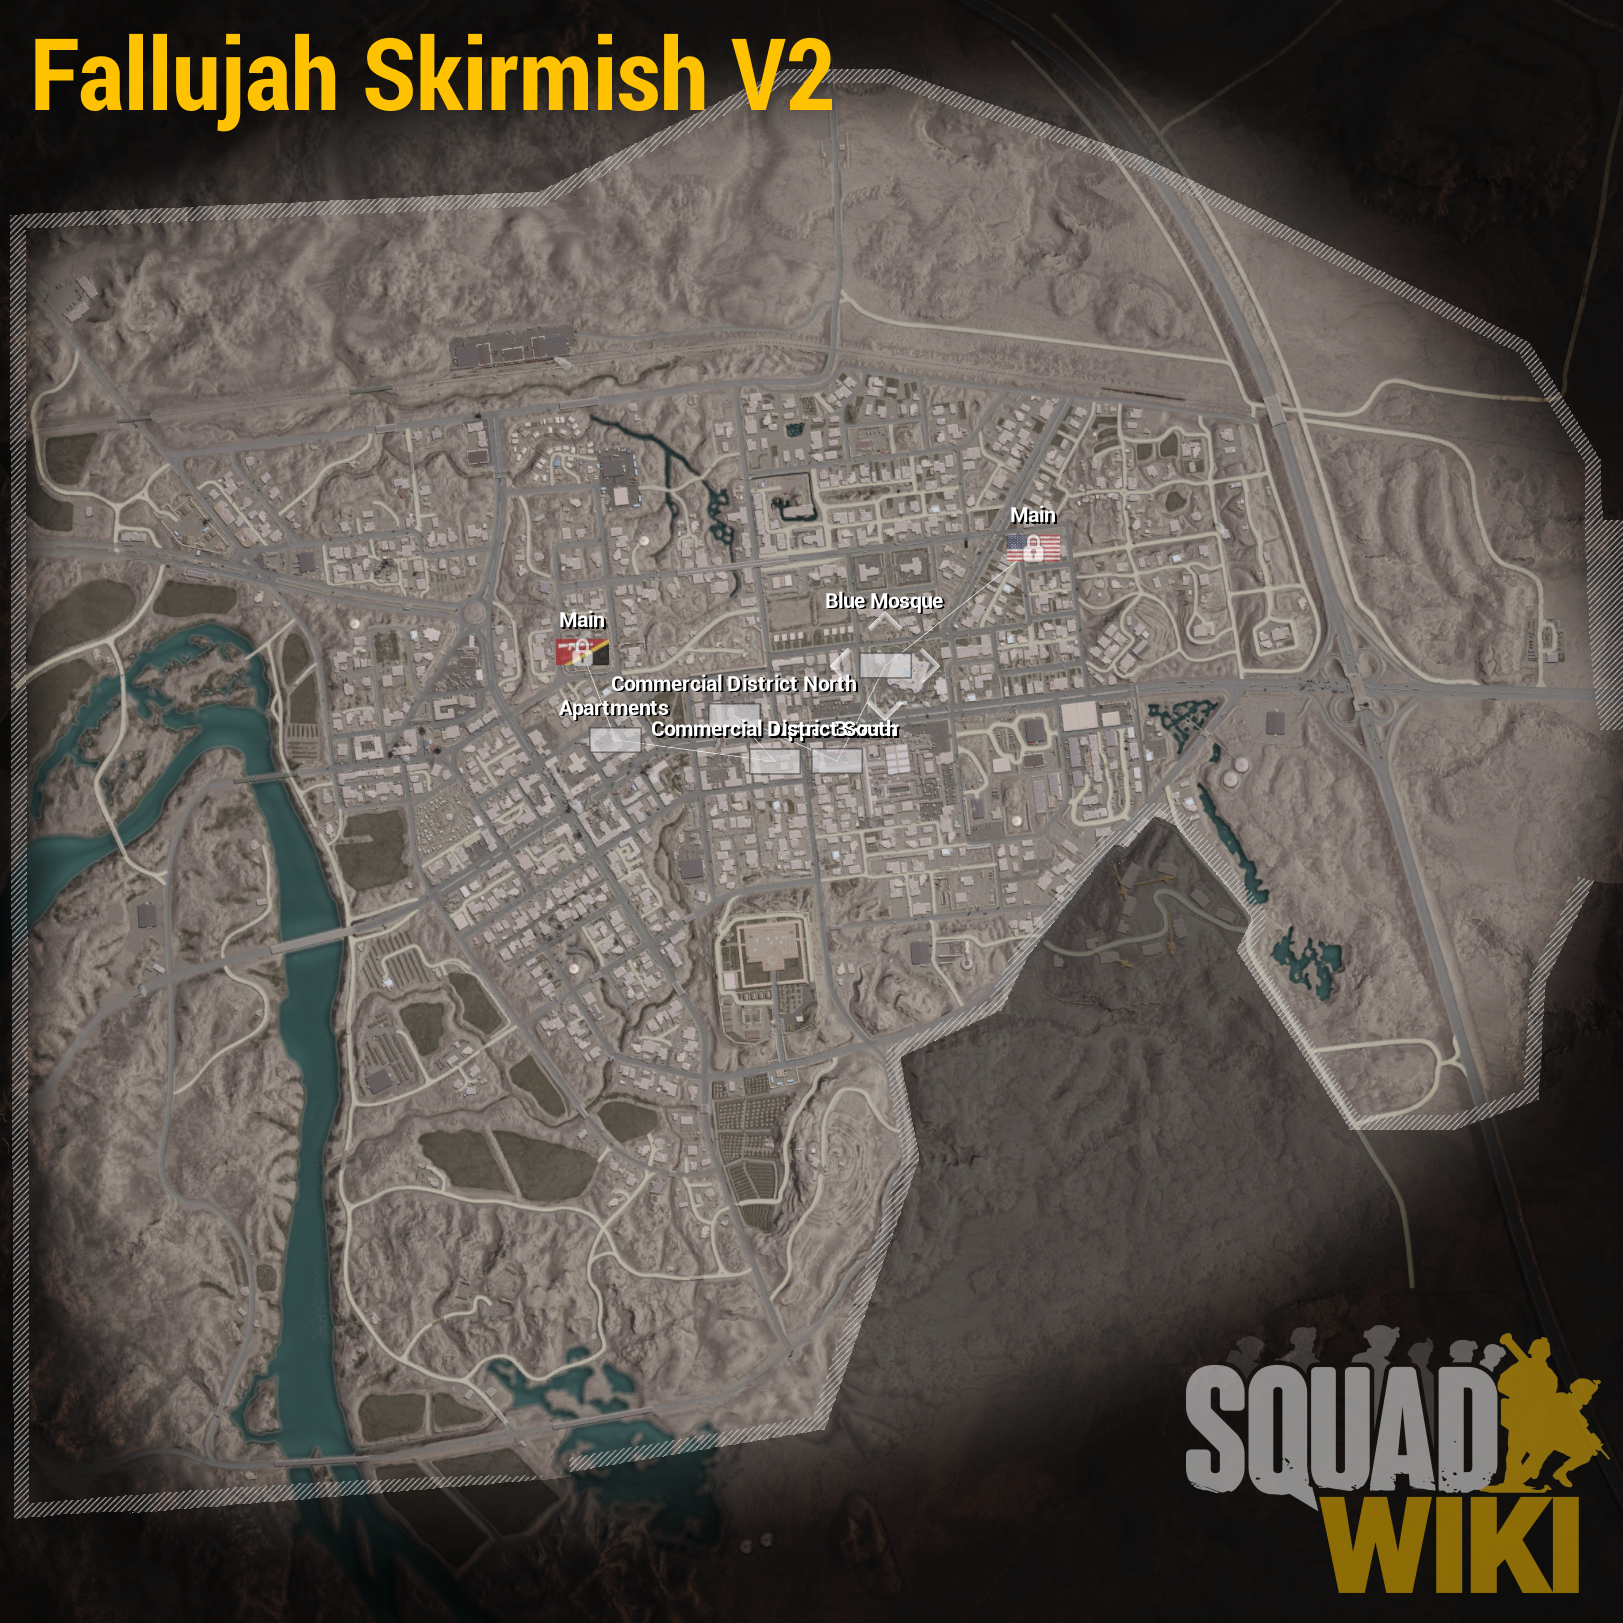 Fallujah Skirmish V2
Main
Blue Mosque
Main
Commercial District North
Apartments
Commercial District South
SQUAD
WIKI